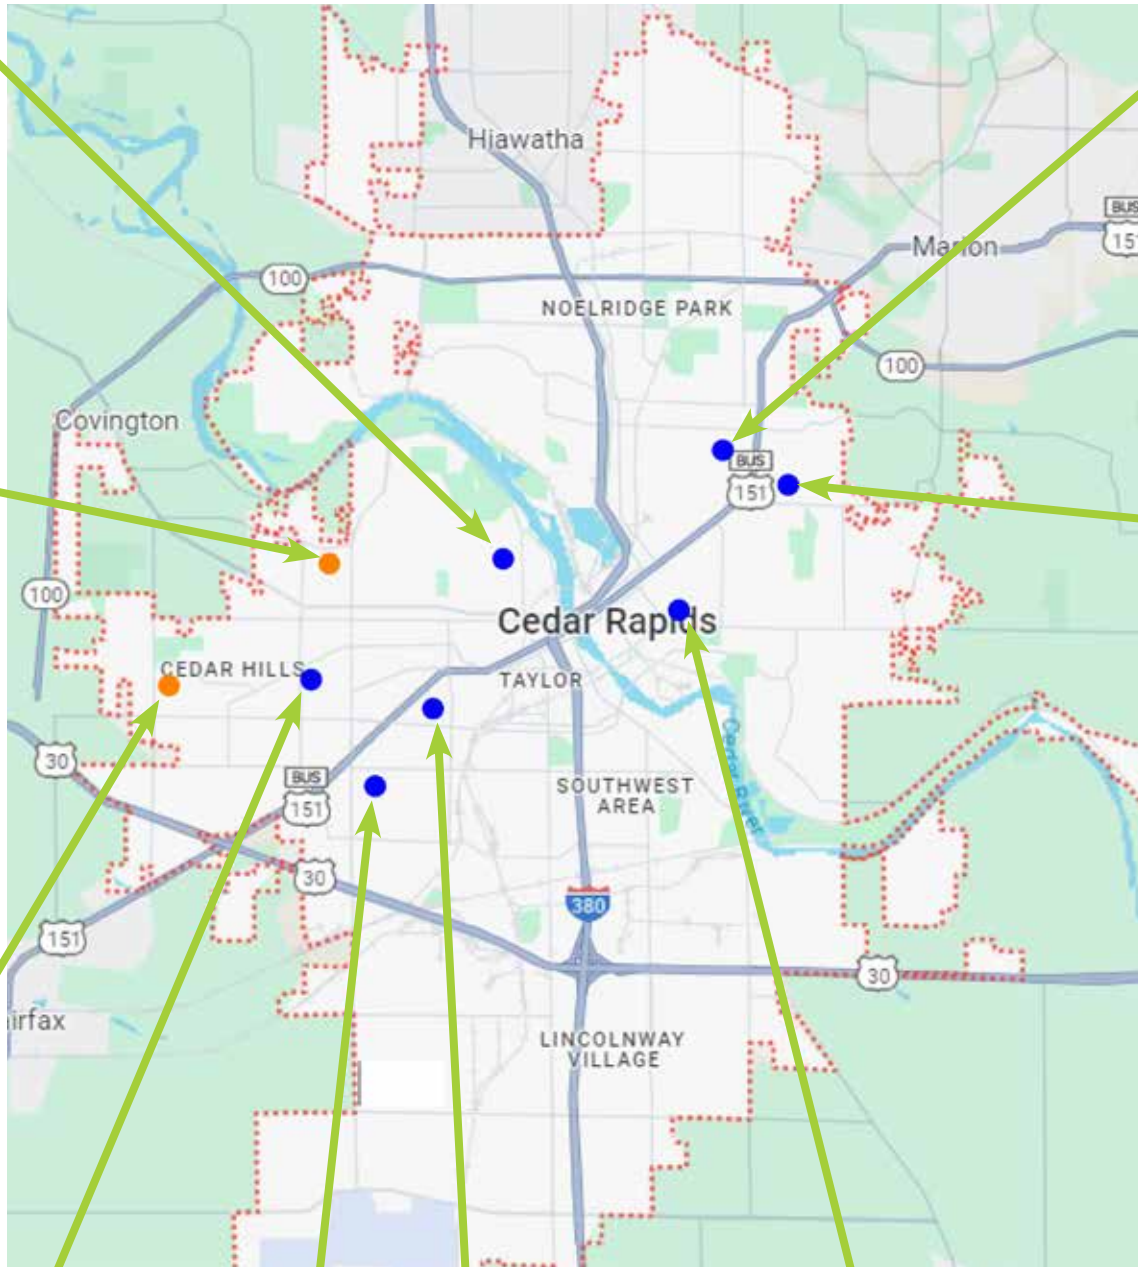 Hiawatha
BUS
151
Marion
100
NOELRIDGE PARK
100
Covington
BUS
151
100
Cedar Rapids
CEDAR HILLS
TAYLOR
Cedar River
30
BUS
151
SOUTHWEST
AREA
30
380
151
30
irfax
LINCOLNWAY
VILLAGE